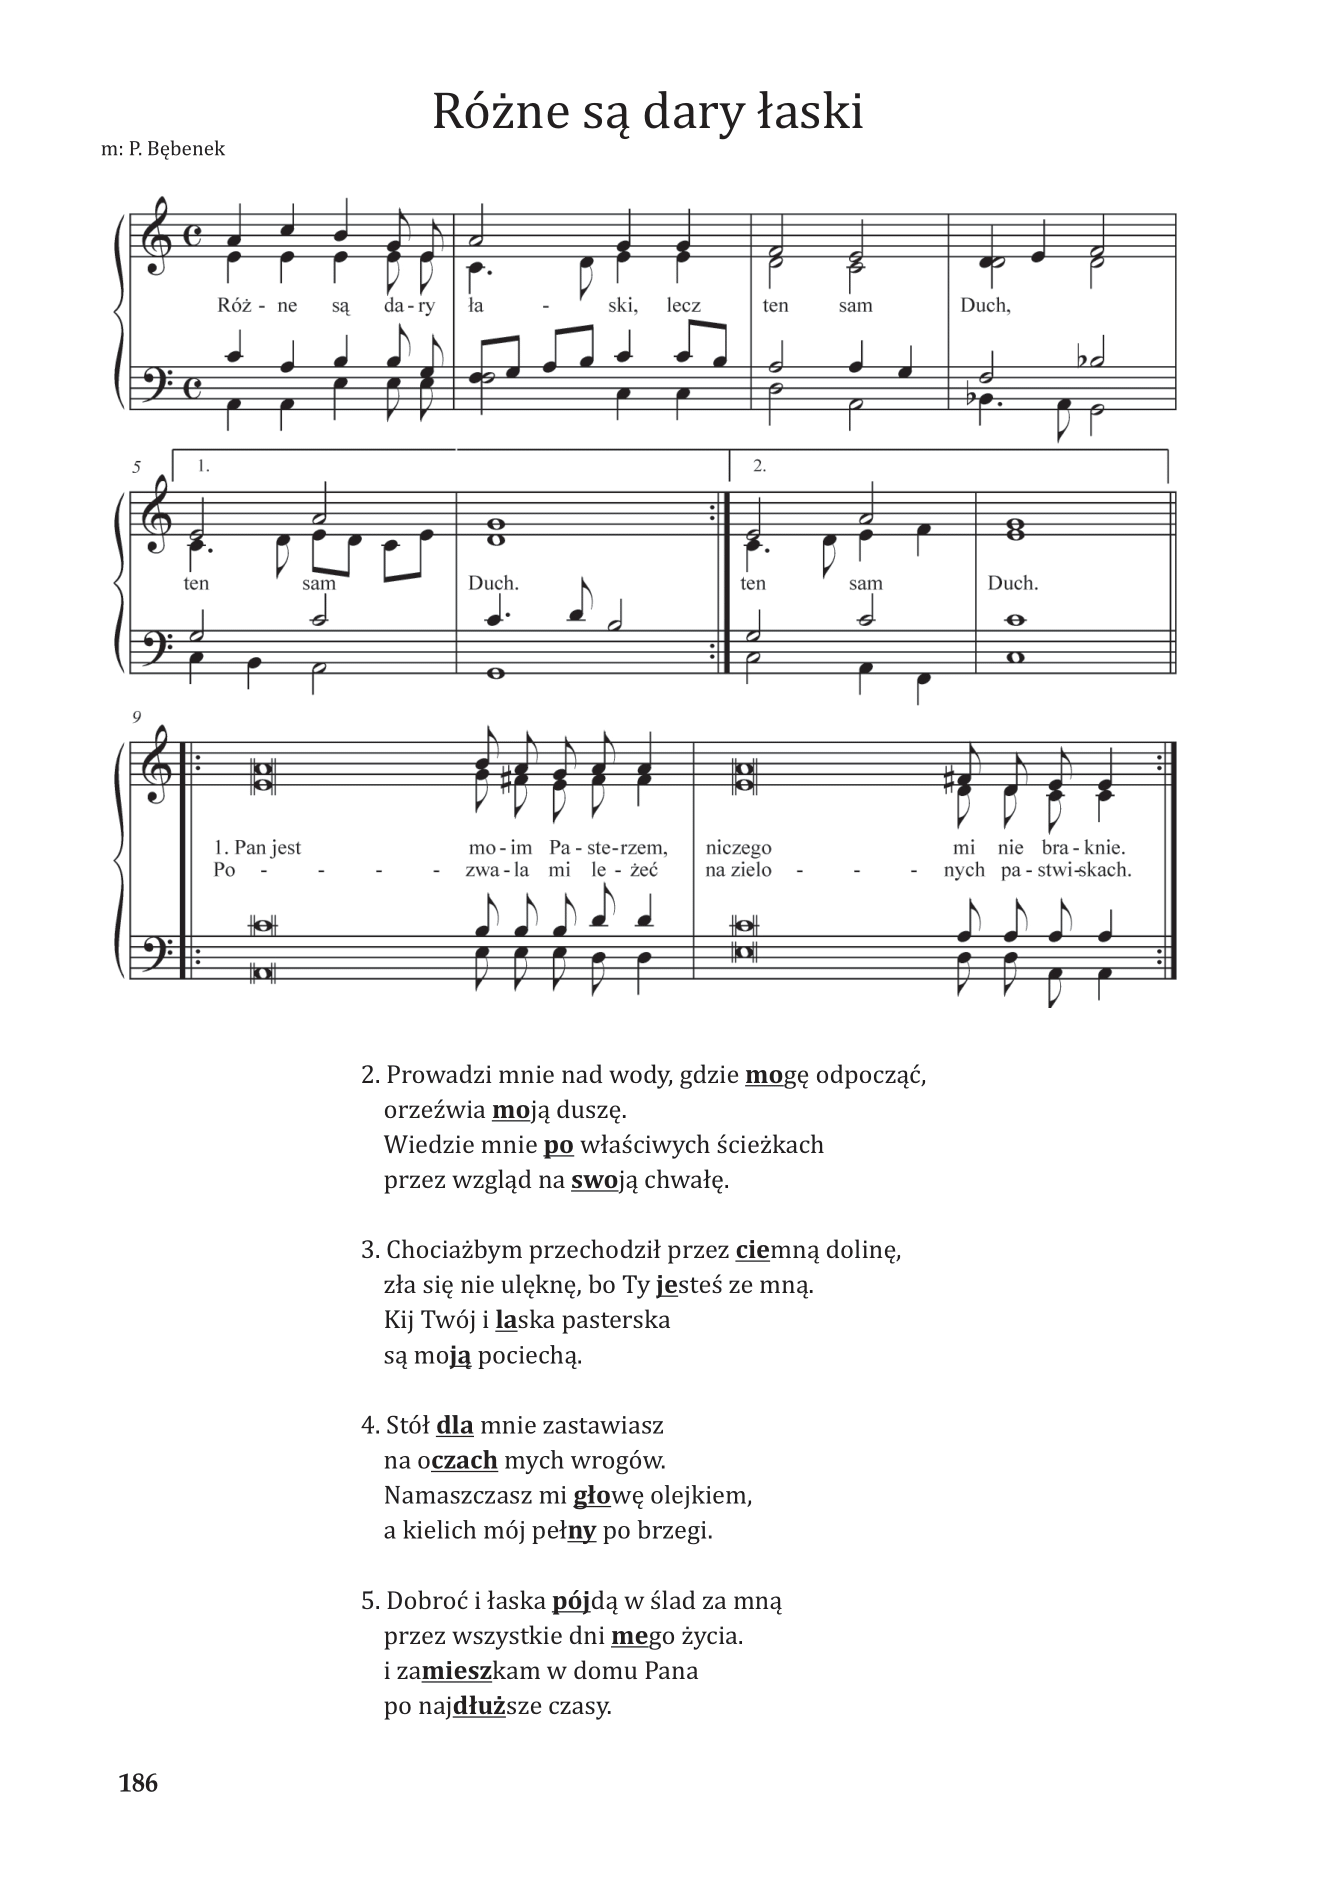 Różne są dary łaski
m: P. Bębenek
Róż - ne są da - ry ła - ski, lecz ten sam Duch,
5 1. 2.
ten sam Duch. ten sam Duch.
9
1. Pan jest mo - im Pa - ste - rzem, niczego mi nie bra - knie.
Po - - - - zwa - la mi le - żeć na zielo - - - nych pa - stwi - skach.
2. Prowadzi mnie nad wody, gdzie mogę odpocząć,
orzeźwia moją duszę.
Wiedzie mnie po właściwych ścieżkach
przez wzgląd na swoją chwałę.
3. Chociażbym przechodził przez ciemną dolinę,
zła się nie ulęknę, bo Ty jesteś ze mną.
Kij Twój i laska pasterska
są moją pociechą.
4. Stół dla mnie zastawiasz
na oczach mych wrogów.
Namaszczasz mi głowę olejkiem,
a kielich mój pełny po brzegi.
5. Dobroć i łaska pójdą w ślad za mną
przez wszystkie dni mego życia.
i zamieszkam w domu Pana
po najdłuższe czasy.
186